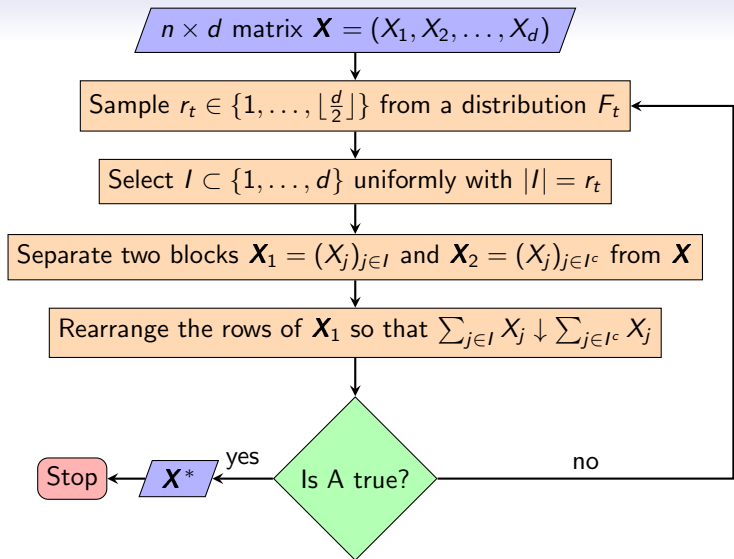 n × d matrix X = (X₁, X₂, . . . , X_d)
Sample r_t ∈ {1, . . . , ⌊d/2⌋} from a distribution F_t
Select I ⊂ {1, . . . , d} uniformly with |I| = r_t
Separate two blocks X₁ = (X_j)_{j∈I} and X₂ = (X_j)_{j∈I^c} from X
Rearrange the rows of X₁ so that ∑_{j∈I} X_j ↓ ∑_{j∈I^c} X_j
Stop
X*
yes
Is A true?
no